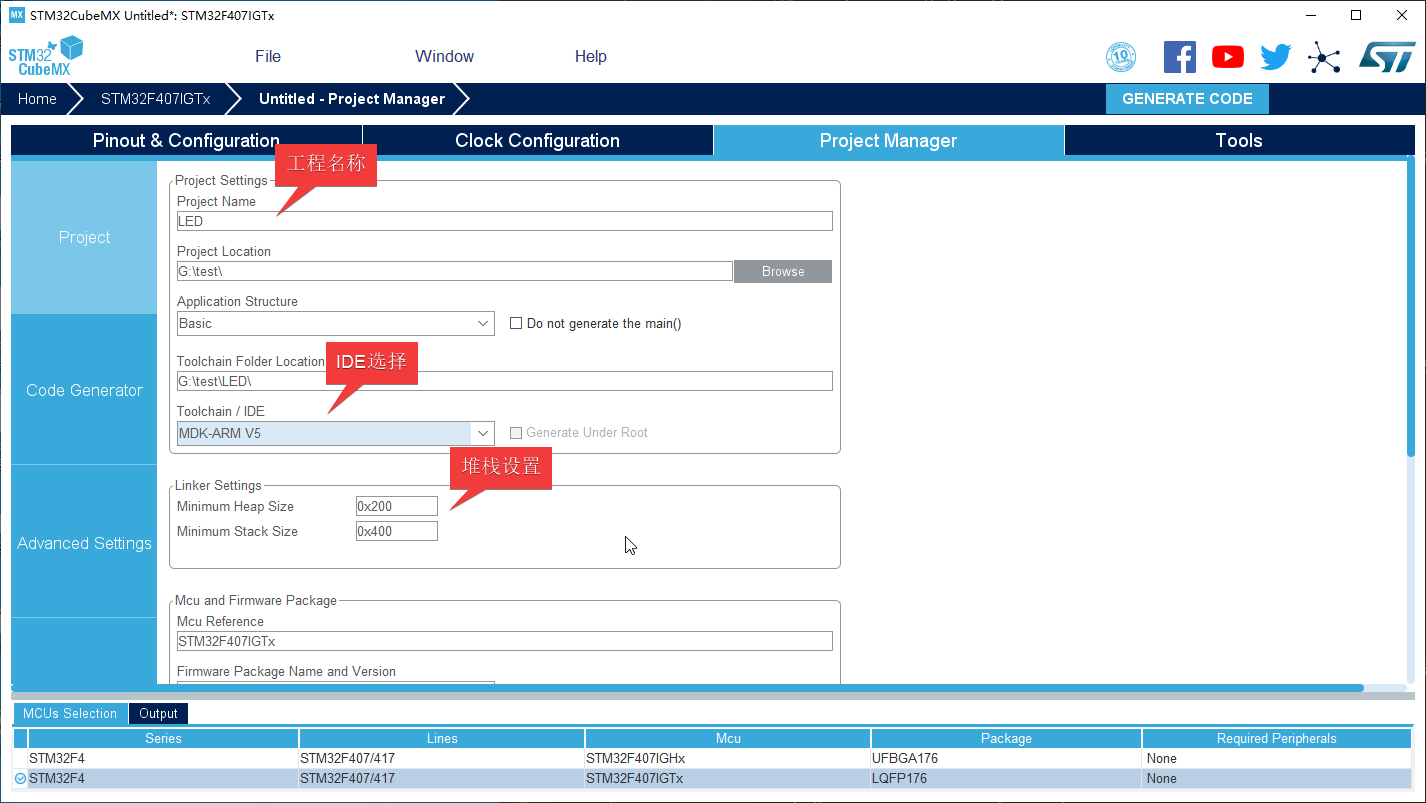 MX STM32CubeMX Untitled*: STM32F407IGTx
STM32
CubeMX
File Window Help
10
Home STM32F407IGTx Untitled - Project Manager GENERATE CODE
Pinout & Configuration Clock Configuration Project Manager Tools
工程名称
Project
Code Generator
Advanced Settings
Project Settings
Project Name
LED
Project Location
G:\test\ Browse
Application Structure
Basic Do not generate the main()
Toolchain Folder Location
IDE选择
G:\test\LED\
Toolchain / IDE
MDK-ARM V5 Generate Under Root
堆栈设置
Linker Settings
Minimum Heap Size 0x200
Minimum Stack Size 0x400
Mcu and Firmware Package
Mcu Reference
STM32F407IGTx
Firmware Package Name and Version
MCUs Selection Output
Series Lines Mcu Package Required Peripherals
STM32F4 STM32F407/417 STM32F407IGHx UFBGA176 None
STM32F4 STM32F407/417 STM32F407IGTx LQFP176 None